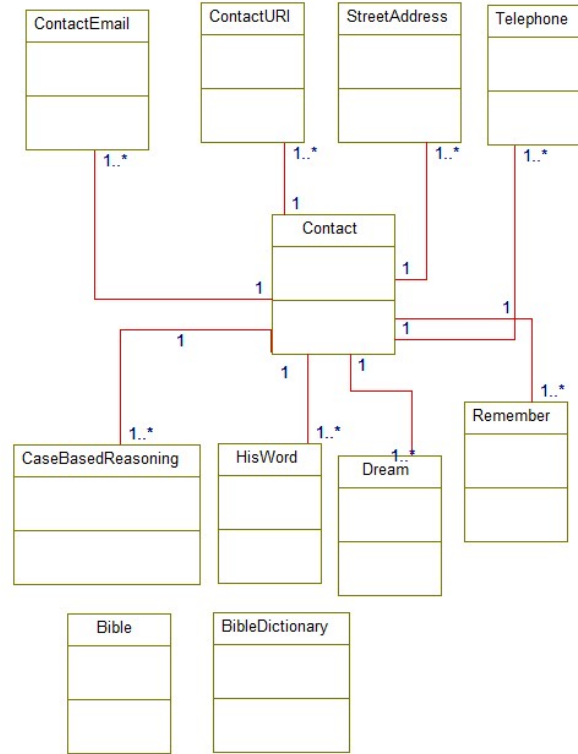 ContactEmail
ContactURI
StreetAddress
Telephone
1..*
1..*
1..*
1..*
1
Contact
1
1
1
1
1
1
1
1..*
1..*
1..*
1..*
CaseBasedReasoning
HisWord
Dream
Remember
Bible
BibleDictionary